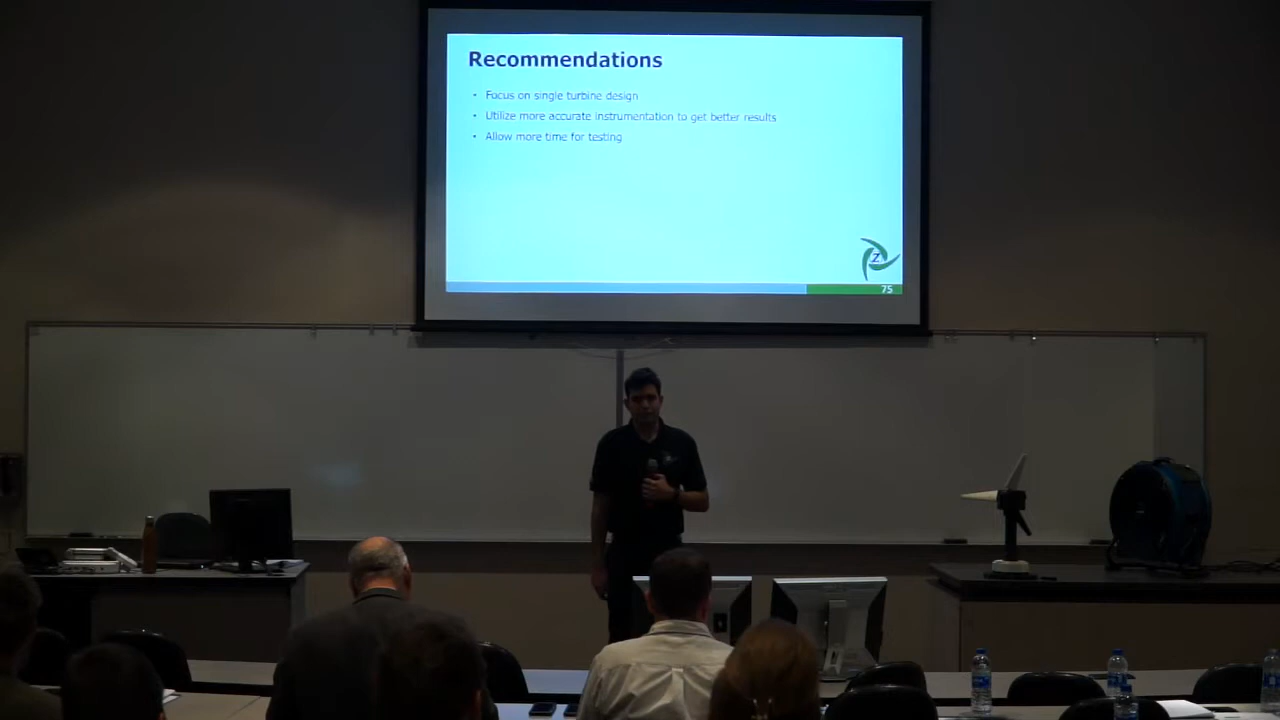 Recommendations
• Focus on single turbine design
• Utilize more accurate instrumentation to get better results
• Allow more time for testing
Z
75